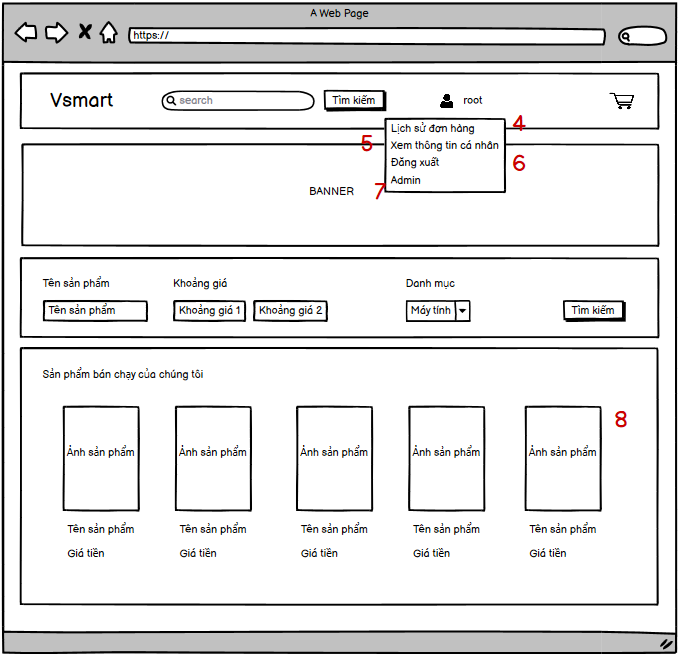 A Web Page
https://
Vsmart
search
Tìm kiếm
root
4
Lịch sử đơn hàng
5
Xem thông tin cá nhân
Đăng xuất
6
Admin
7
BANNER
Tên sản phẩm
Khoảng giá
Danh mục
Tên sản phẩm
Khoảng giá 1
Khoảng giá 2
Máy tính
Tìm kiếm
Sản phẩm bán chạy của chúng tôi
8
Ảnh sản phẩm
Ảnh sản phẩm
Ảnh sản phẩm
Ảnh sản phẩm
Ảnh sản phẩm
Tên sản phẩm
Tên sản phẩm
Tên sản phẩm
Tên sản phẩm
Tên sản phẩm
Giá tiền
Giá tiền
Giá tiền
Giá tiền
Giá tiền